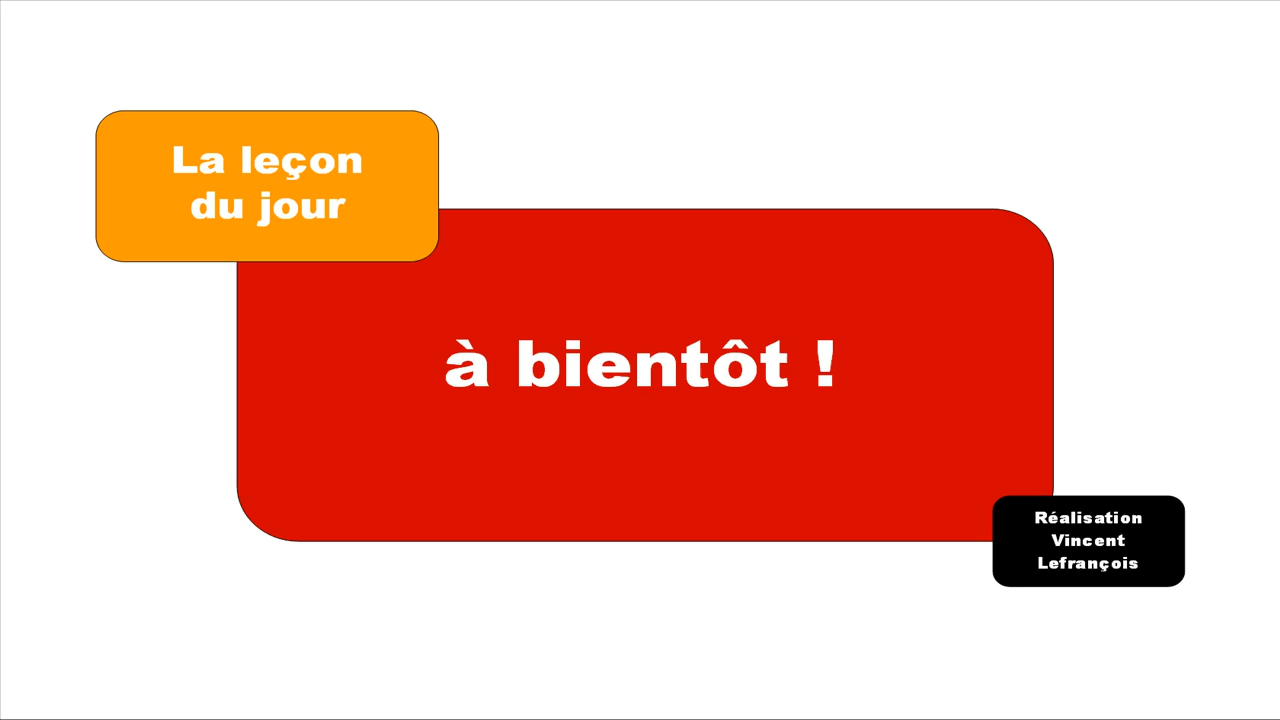 La leçon
du jour
à bientôt !
Réalisation
Vincent
Lefrançois